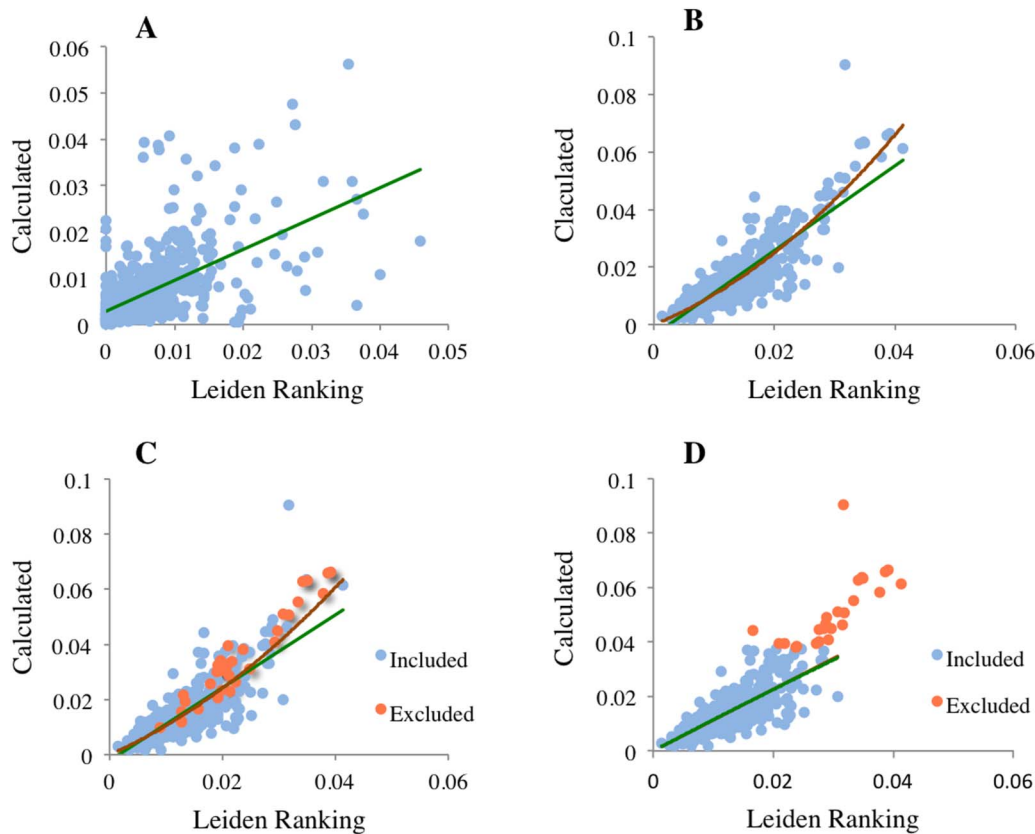 A
0.06
0.05
0.04
0.03
0.02
0.01
0
Calculated
0 0.01 0.02 0.03 0.04 0.05
Leiden Ranking
B
0.1
0.08
0.06
0.04
0.02
0
Claculated
0 0.02 0.04 0.06
Leiden Ranking
C
0.1
0.08
0.06
0.04
0.02
0
Calculated
Included
Excluded
0 0.02 0.04 0.06
Leiden Ranking
D
0.1
0.08
0.06
0.04
0.02
0
Calculated
Included
Excluded
0 0.02 0.04 0.06
Leiden Ranking